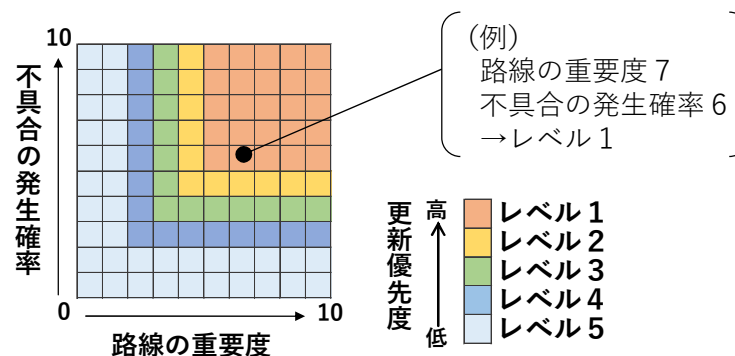 10
不具合の発生確率
0
10
路線の重要度
(例)
路線の重要度７
不具合の発生確率６
→レベル１
更新優先度
高
低
レベル１
レベル２
レベル３
レベル４
レベル５